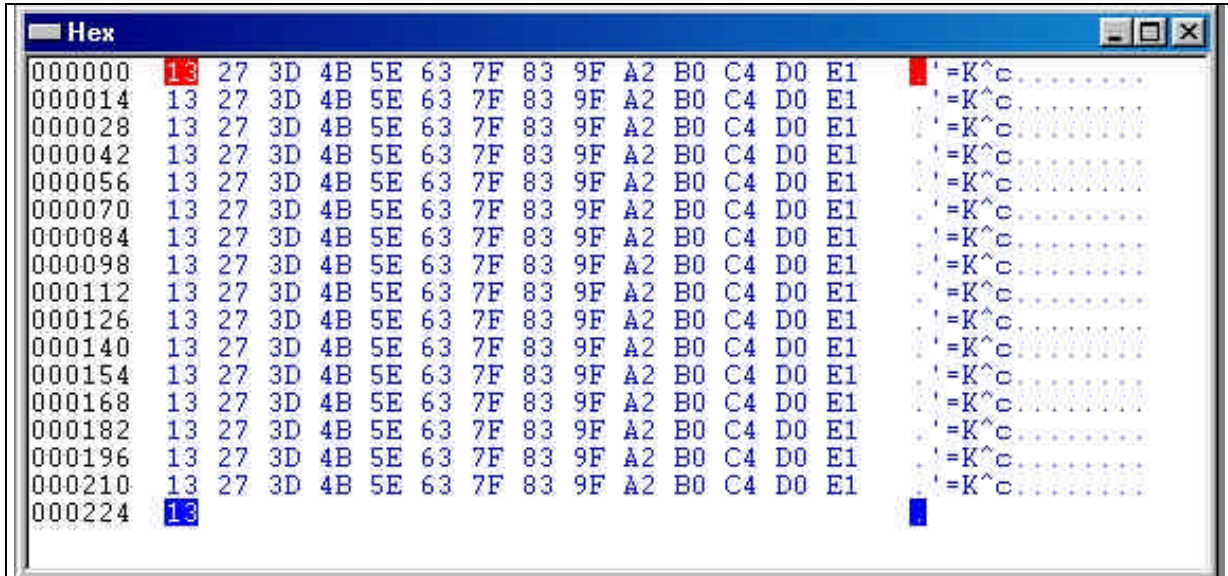 Hex
000000 13 27 3D 4B 5E 63 7F 83 9F A2 B0 C4 D0 E1 .'=K^c........
000014 13 27 3D 4B 5E 63 7F 83 9F A2 B0 C4 D0 E1 .'=K^c........
000028 13 27 3D 4B 5E 63 7F 83 9F A2 B0 C4 D0 E1 .'=K^c........
000042 13 27 3D 4B 5E 63 7F 83 9F A2 B0 C4 D0 E1 .'=K^c........
000056 13 27 3D 4B 5E 63 7F 83 9F A2 B0 C4 D0 E1 .'=K^c........
000070 13 27 3D 4B 5E 63 7F 83 9F A2 B0 C4 D0 E1 .'=K^c........
000084 13 27 3D 4B 5E 63 7F 83 9F A2 B0 C4 D0 E1 .'=K^c........
000098 13 27 3D 4B 5E 63 7F 83 9F A2 B0 C4 D0 E1 .'=K^c........
000112 13 27 3D 4B 5E 63 7F 83 9F A2 B0 C4 D0 E1 .'=K^c........
000126 13 27 3D 4B 5E 63 7F 83 9F A2 B0 C4 D0 E1 .'=K^c........
000140 13 27 3D 4B 5E 63 7F 83 9F A2 B0 C4 D0 E1 .'=K^c........
000154 13 27 3D 4B 5E 63 7F 83 9F A2 B0 C4 D0 E1 .'=K^c........
000168 13 27 3D 4B 5E 63 7F 83 9F A2 B0 C4 D0 E1 .'=K^c........
000182 13 27 3D 4B 5E 63 7F 83 9F A2 B0 C4 D0 E1 .'=K^c........
000196 13 27 3D 4B 5E 63 7F 83 9F A2 B0 C4 D0 E1 .'=K^c........
000210 13 27 3D 4B 5E 63 7F 83 9F A2 B0 C4 D0 E1 .'=K^c........
000224 13 .